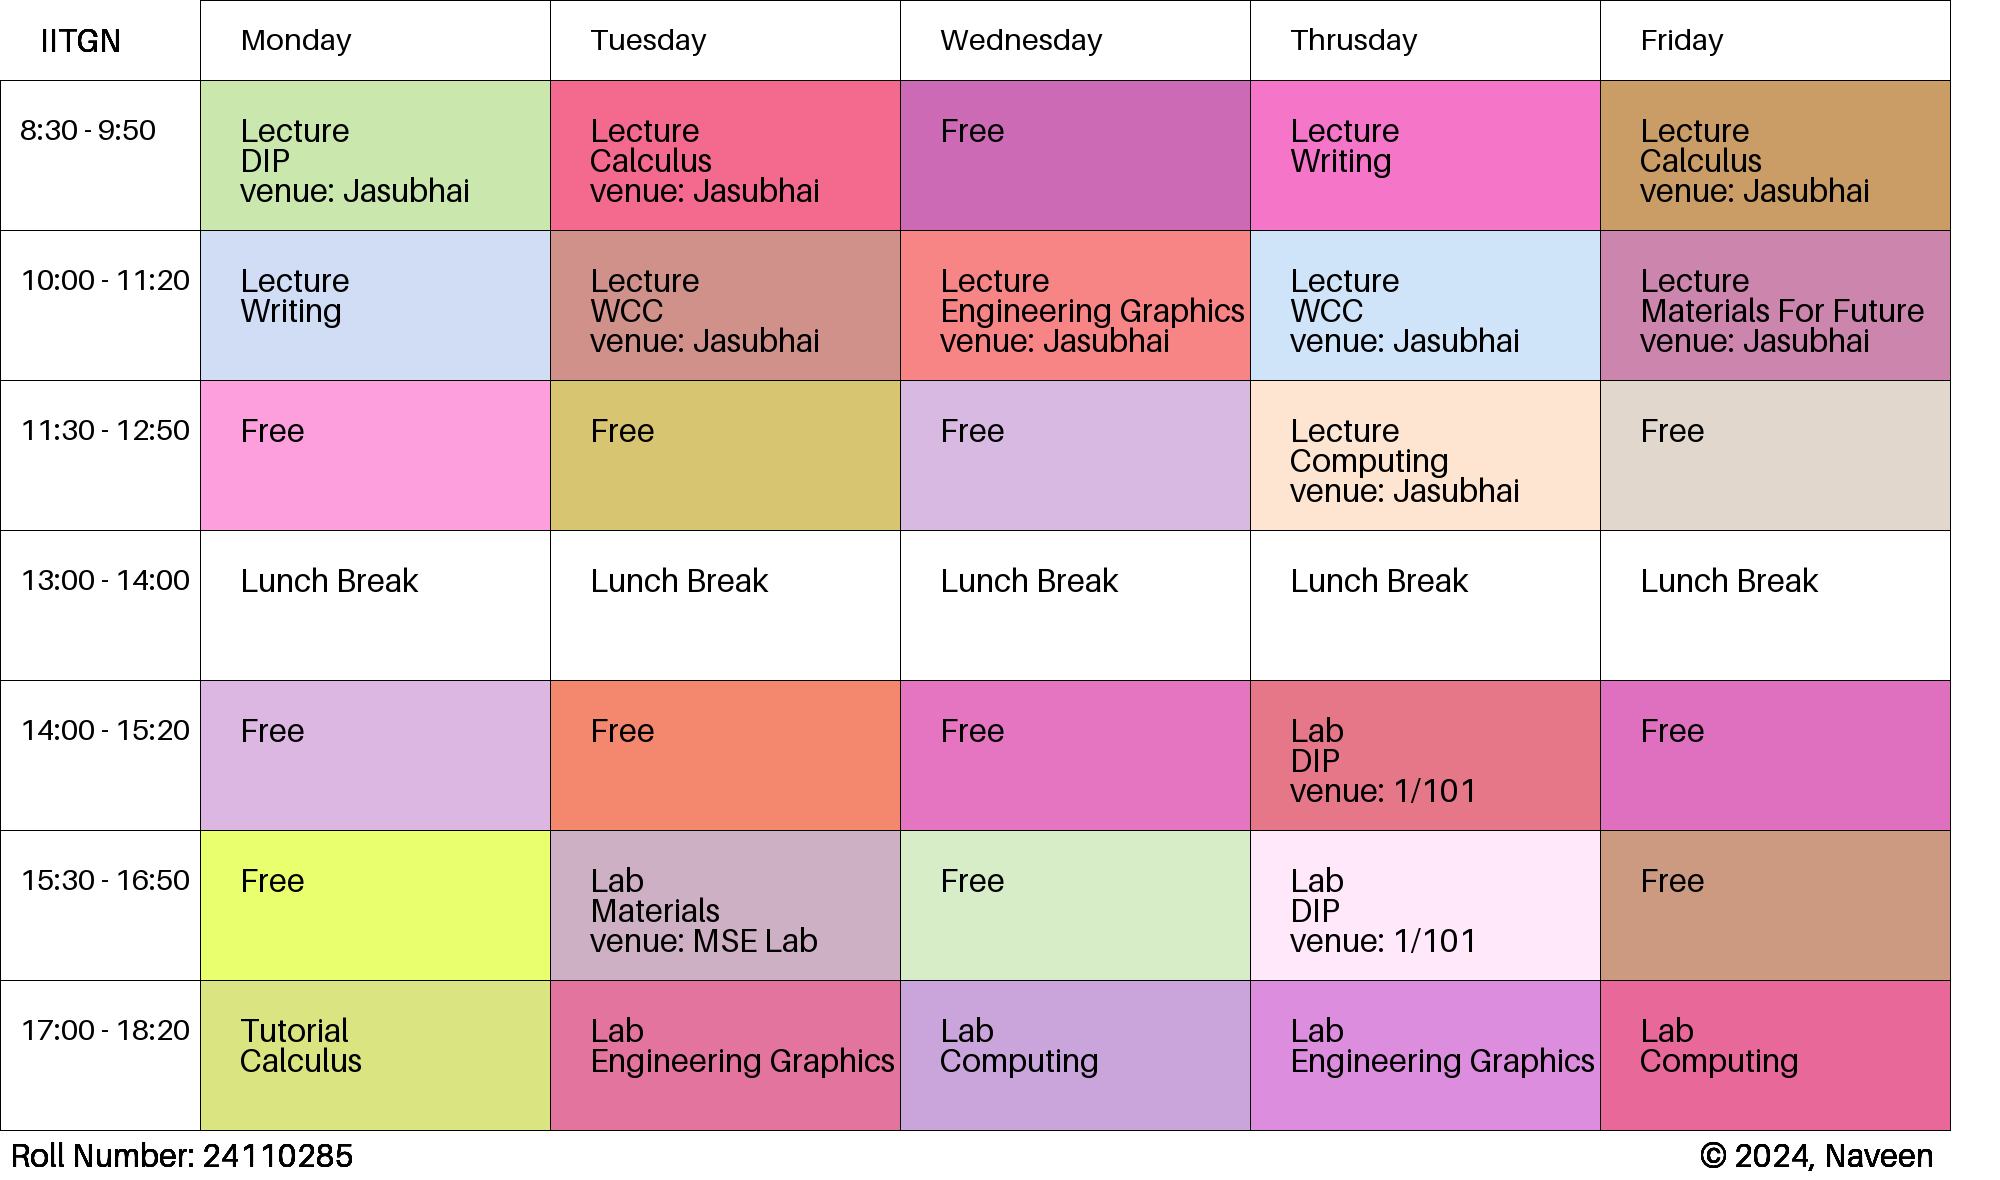 IITGN Monday Tuesday Wednesday Thrusday Friday
8:30 - 9:50
Lecture
DIP
venue: Jasubhai
Lecture
Calculus
venue: Jasubhai
Free
Lecture
Writing
Lecture
Calculus
venue: Jasubhai
10:00 - 11:20
Lecture
Writing
Lecture
WCC
venue: Jasubhai
Lecture
Engineering Graphics
venue: Jasubhai
Lecture
WCC
venue: Jasubhai
Lecture
Materials For Future
venue: Jasubhai
11:30 - 12:50
Free
Free
Free
Lecture
Computing
venue: Jasubhai
Free
13:00 - 14:00
Lunch Break
Lunch Break
Lunch Break
Lunch Break
Lunch Break
14:00 - 15:20
Free
Free
Free
Lab
DIP
venue: 1/101
Free
15:30 - 16:50
Free
Lab
Materials
venue: MSE Lab
Free
Lab
DIP
venue: 1/101
Free
17:00 - 18:20
Tutorial
Calculus
Lab
Engineering Graphics
Lab
Computing
Lab
Engineering Graphics
Lab
Computing
Roll Number: 24110285
© 2024, Naveen